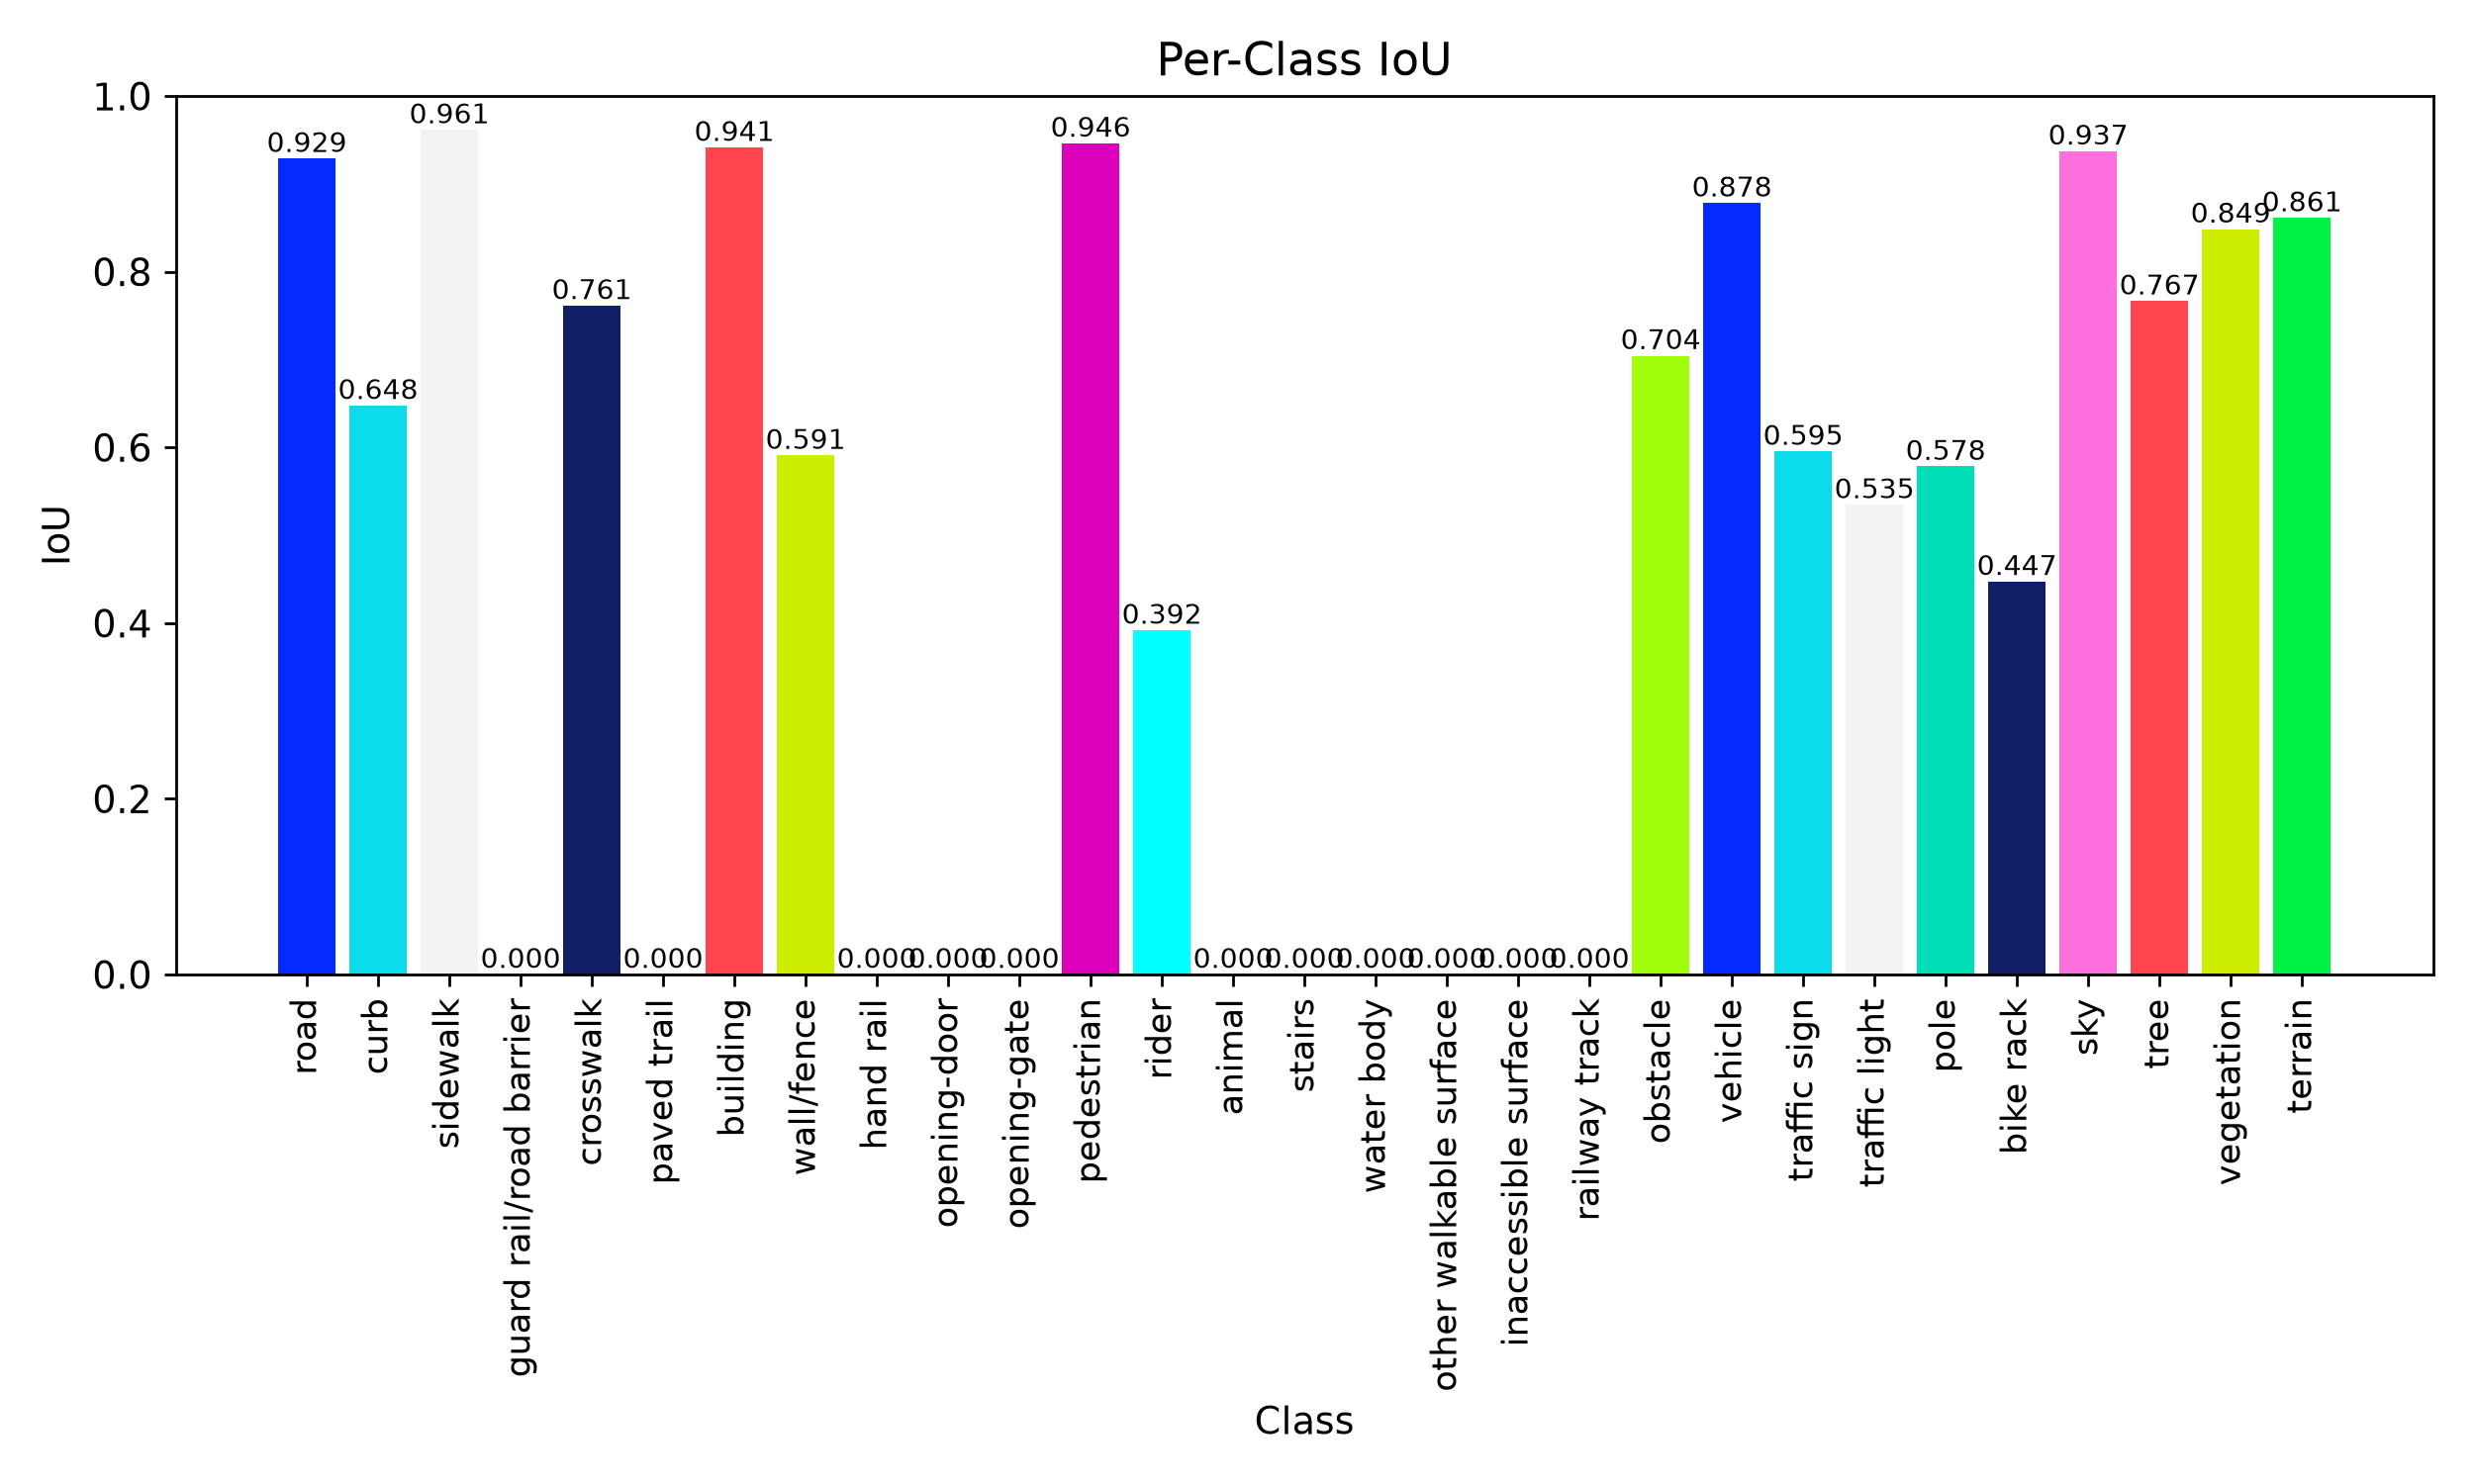 Per-Class IoU
IoU
1.0
0.8
0.6
0.4
0.2
0.0
0.929
0.648
0.961
0.000
0.761
0.000
0.941
0.591
0.000
0.000
0.000
0.946
0.392
0.000
0.000
0.000
0.000
0.000
0.000
0.704
0.878
0.595
0.535
0.578
0.447
0.937
0.767
0.849
0.861
road
curb
sidewalk
guard rail/road barrier
crosswalk
paved trail
building
wall/fence
hand rail
opening-door
opening-gate
pedestrian
rider
animal
stairs
water body
other walkable surface
inaccessible surface
railway track
obstacle
vehicle
traffic sign
traffic light
pole
bike rack
sky
tree
vegetation
terrain
Class